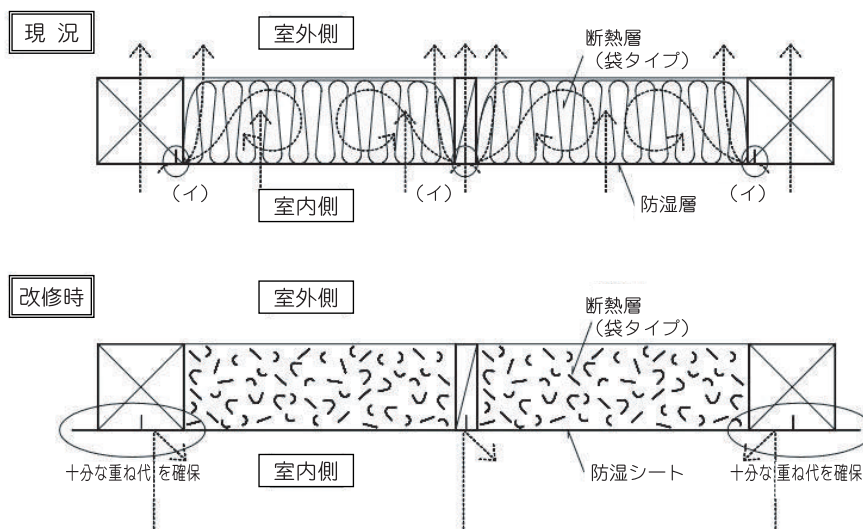 現 況
室外側
断熱層
（袋タイプ）
（イ）
（イ）
（イ）
室内側
防湿層
改修時
室外側
断熱層
（袋タイプ）
十分な重ね代を確保
室内側
防湿シート
十分な重ね代を確保